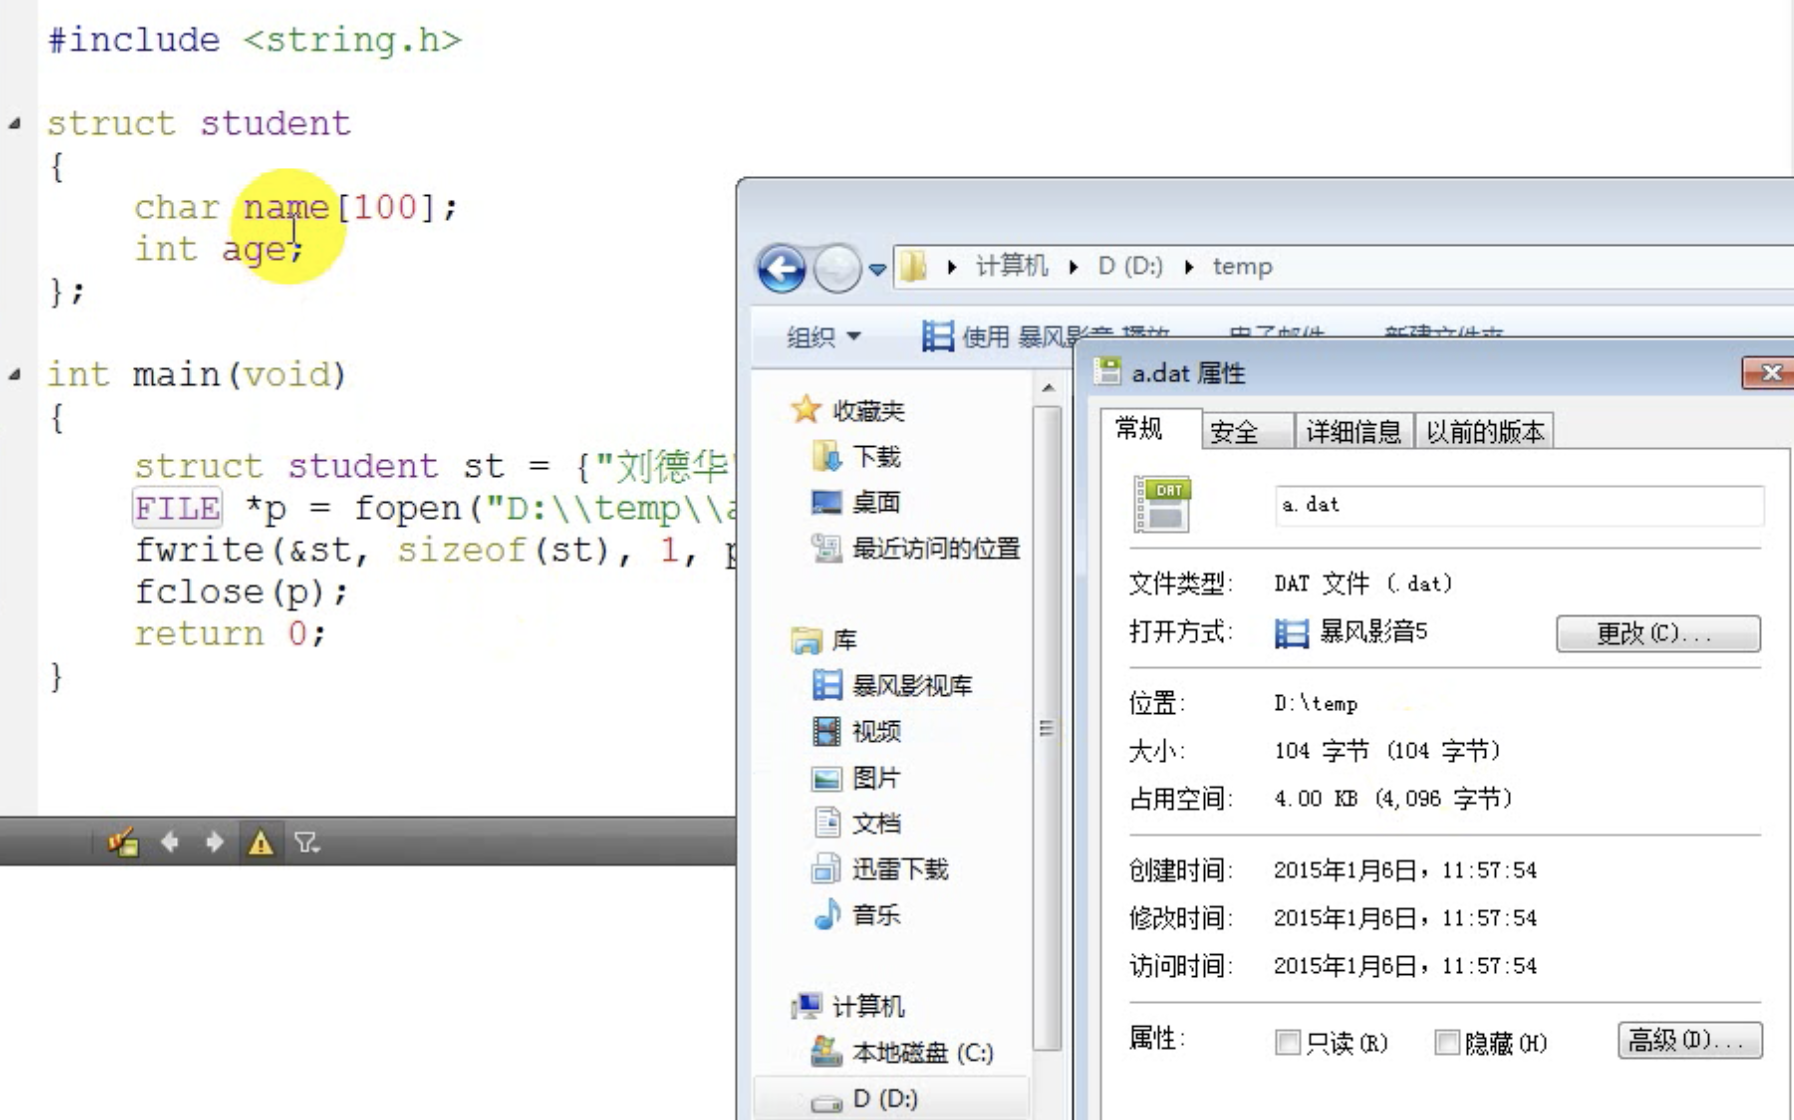 #include <string.h>
struct student
{
char name[100];
int age;
};
int main(void)
{
struct student st = {"刘德华
FILE *p = fopen("D:\\temp\\a
fwrite(&st, sizeof(st), 1, p
fclose(p);
return 0;
}
计算机 D (D:) temp
组织 使用 暴风影音 播放 电子邮件 新建文件夹
收藏夹
下载
桌面
最近访问的位置
库
暴风影视库
视频
图片
文档
迅雷下载
音乐
计算机
本地磁盘 (C:)
D (D:)
a.dat 属性
常规 安全 详细信息 以前的版本
DAT
a.dat
文件类型: DAT 文件 (.dat)
打开方式: 暴风影音5 更改(C)...
位置: D:\temp
大小: 104 字节 (104 字节)
占用空间: 4.00 KB (4,096 字节)
创建时间: 2015年1月6日，11:57:54
修改时间: 2015年1月6日，11:57:54
访问时间: 2015年1月6日，11:57:54
属性: 只读(R) 隐藏(H) 高级(D)...